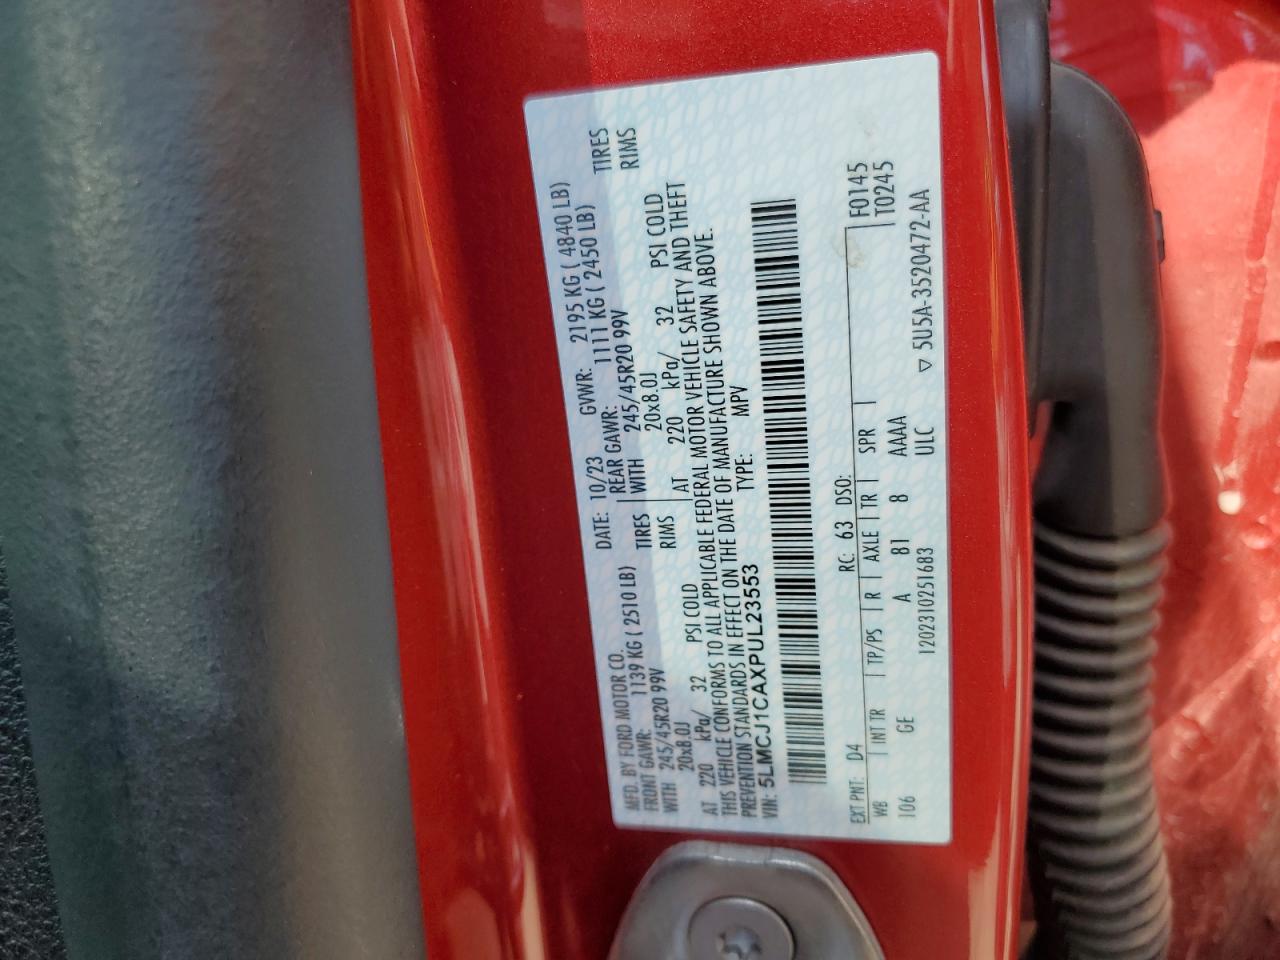 MFD. BY FORD MOTOR CO.
DATE: 10/23 GVWR: 2195 KG ( 4840 LB)
FRONT GAWR: 1139 KG ( 2510 LB) REAR GAWR: 1111 KG ( 2450 LB)
WITH 245/45R20 99V TIRES WITH 245/45R20 99V TIRES
20x8.0J RIMS 20x8.0J RIMS
AT 220 kPa/ 32 PSI COLD AT 220 kPa/ 32 PSI COLD
THIS VEHICLE CONFORMS TO ALL APPLICABLE FEDERAL MOTOR VEHICLE SAFETY AND THEFT
PREVENTION STANDARDS IN EFFECT ON THE DATE OF MANUFACTURE SHOWN ABOVE.
VIN: 5LMCJ1CAXPUL23553 TYPE: MPV
EXT PNT: D4 RC: 63 DSO: F0145
WB INT TR TP/PS R AXLE TR SPR T0245
106 GE A 81 8 AAAA
1202310251683 ULC ▽ 5U5A-3520472-AA